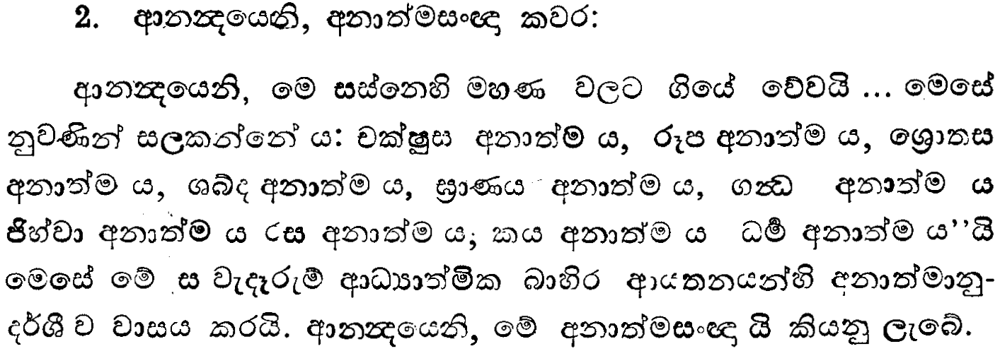 2. ආනන්‍දයෙනි, අනාත්මසංඥා කවර:
ආනන්‍දයෙනි, මෙ සස්නෙහි මහණ වලට ගියේ වේවයි ... මෙසේ
නුවණින් සලකන්නේ ය: චක්ෂුස අනාත්ම ය, රූප අනාත්ම ය, ශ්‍රොතස
අනාත්ම ය, ශබ්ද අනාත්ම ය, ඝ්‍රාණය අනාත්ම ය, ගන්‍ධ අනාත්ම ය
ජිහ්වා අනාත්ම ය රස අනාත්ම ය; කය අනාත්ම ය ධර්‍ම අනාත්ම ය’’යි
මෙසේ මේ ස වැදෑරුම් ආධ්‍යාත්මික බාහිර ආයතනයන්හි අනාත්මානු-
දර්ශී ව වාසය කරයි. ආනන්‍දයෙනි, මේ අනාත්මසංඥා යි කියනු ලැබේ.